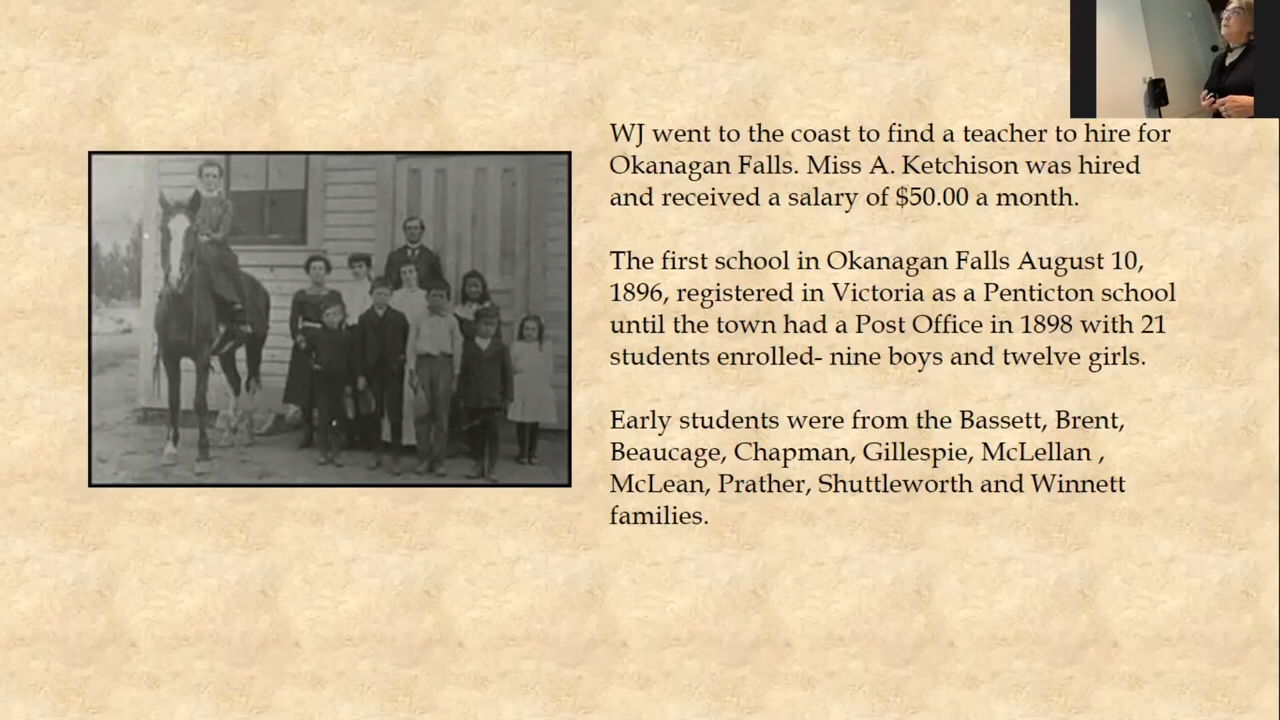 WJ went to the coast to find a teacher to hire for
Okanagan Falls. Miss A. Ketchison was hired
and received a salary of $50.00 a month.
The first school in Okanagan Falls August 10,
1896, registered in Victoria as a Penticton school
until the town had a Post Office in 1898 with 21
students enrolled- nine boys and twelve girls.
Early students were from the Bassett, Brent,
Beaucage, Chapman, Gillespie, McLellan ,
McLean, Prather, Shuttleworth and Winnett
families.